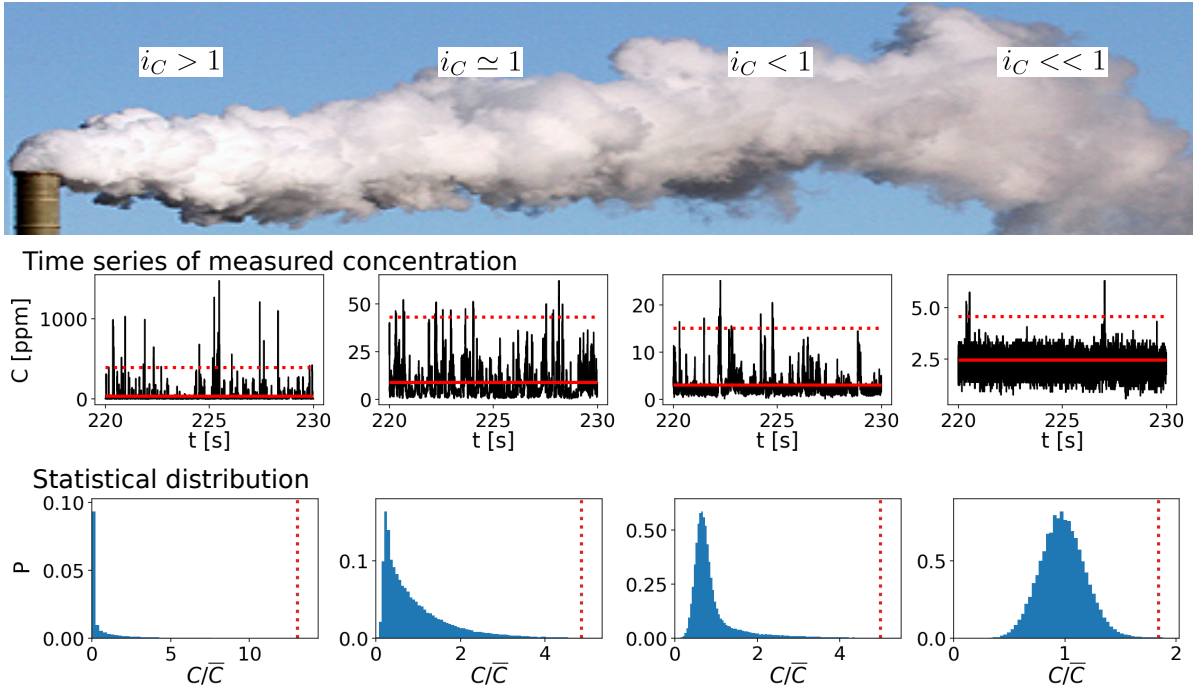 i_C > 1
i_C ≃ 1
i_C < 1
i_C << 1
Time series of measured concentration
C [ppm]
1000
0
220
225
230
t [s]
50
25
0
220
225
230
t [s]
20
10
0
220
225
230
t [s]
5.0
2.5
220
225
230
t [s]
Statistical distribution
P
0.10
0.05
0.00
0
5
10
C/C̅
0.1
0.0
0
2
4
C/C̅
0.50
0.25
0.00
0
2
4
C/C̅
0.5
0.0
0
1
2
C/C̅